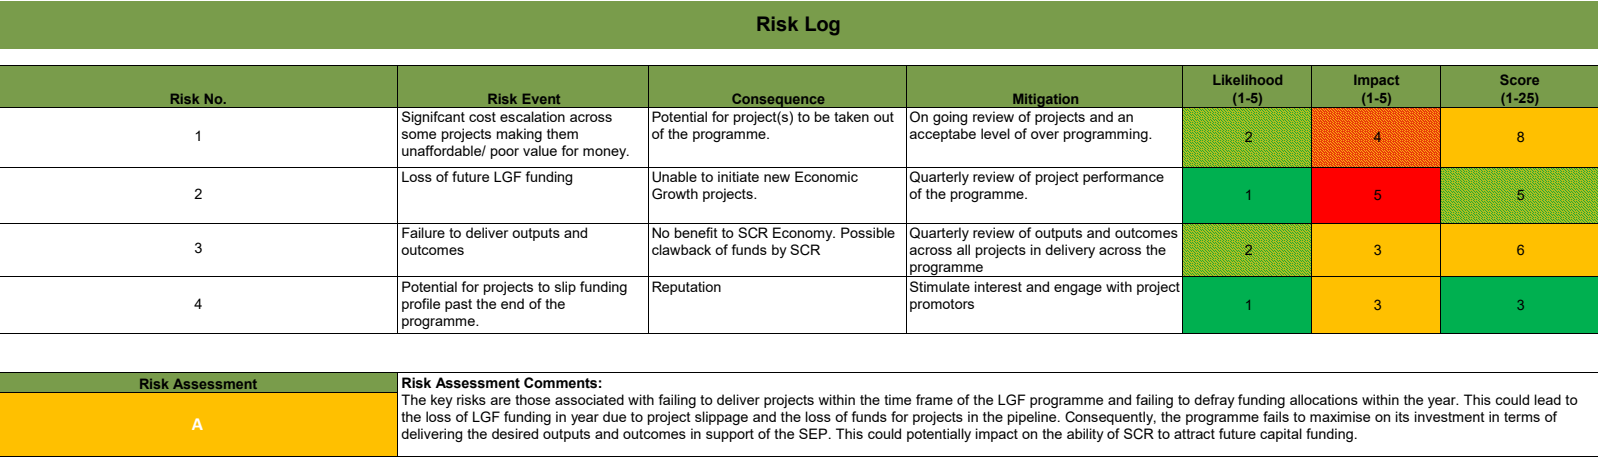 Risk Log
Risk No.
Risk Event
Consequence
Mitigation
Likelihood
(1-5)
Impact
(1-5)
Score
(1-25)
1
Signifcant cost escalation across
some projects making them
unaffordable/ poor value for money.
Potential for project(s) to be taken out
of the programme.
On going review of projects and an
acceptabe level of over programming.
2
4
8
2
Loss of future LGF funding
Unable to initiate new Economic
Growth projects.
Quarterly review of project performance
of the programme.
1
5
5
3
Failure to deliver outputs and
outcomes
No benefit to SCR Economy. Possible
clawback of funds by SCR
Quarterly review of outputs and outcomes
across all projects in delivery across the
programme
2
3
6
4
Potential for projects to slip funding
profile past the end of the
programme.
Reputation
Stimulate interest and engage with project
promotors
1
3
3
Risk Assessment
A
Risk Assessment Comments:
The key risks are those associated with failing to deliver projects within the time frame of the LGF programme and failing to defray funding allocations within the year. This could lead to
the loss of LGF funding in year due to project slippage and the loss of funds for projects in the pipeline. Consequently, the programme fails to maximise on its investment in terms of
delivering the desired outputs and outcomes in support of the SEP. This could potentially impact on the ability of SCR to attract future capital funding.